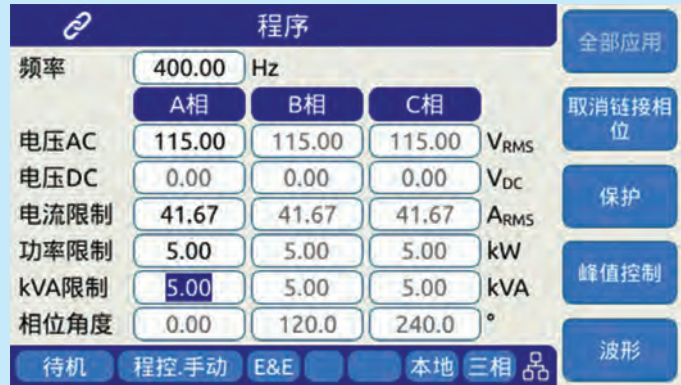 程序
频率 400.00 Hz
A相 B相 C相
电压AC 115.00 115.00 115.00 VRMS
电压DC 0.00 0.00 0.00 VDC
电流限制 41.67 41.67 41.67 ARMS
功率限制 5.00 5.00 5.00 kW
kVA限制 5.00 5.00 5.00 kVA
相位角度 0.00 120.0 240.0 °
待机 程控.手动 E&E 本地 三相
全部应用
取消链接相
位
保护
峰值控制
波形